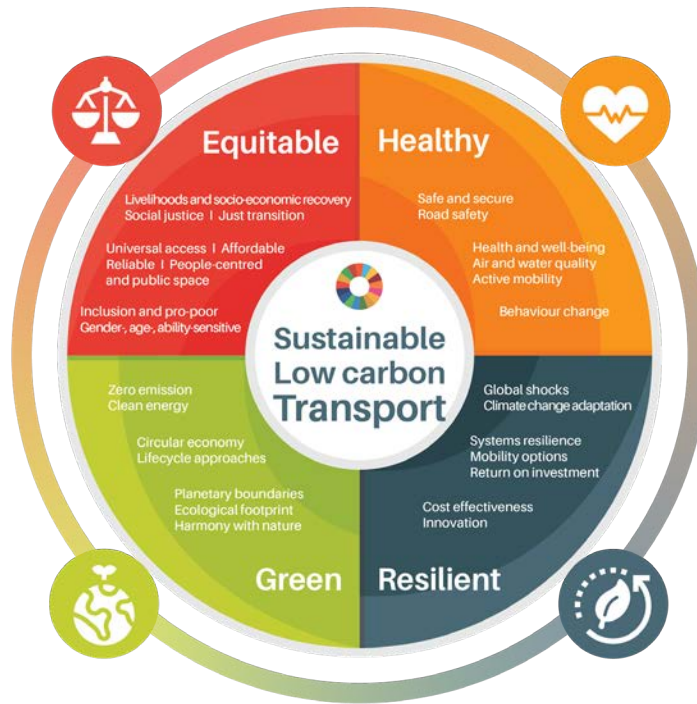 Equitable
Livelihoods and socio-economic recovery
Social justice I Just transition
Universal access I Affordable
Reliable I People-centred
and public space
Inclusion and pro-poor
Gender-, age-, ability-sensitive
Healthy
Safe and secure
Road safety
Health and well-being
Air and water quality
Active mobility
Behaviour change
Sustainable
Low carbon
Transport
Zero emission
Clean energy
Circular economy
Lifecycle approaches
Planetary boundaries
Ecological footprint
Harmony with nature
Green
Global shocks
Climate change adaptation
Systems resilience
Mobility options
Return on investment
Cost effectiveness
Innovation
Resilient